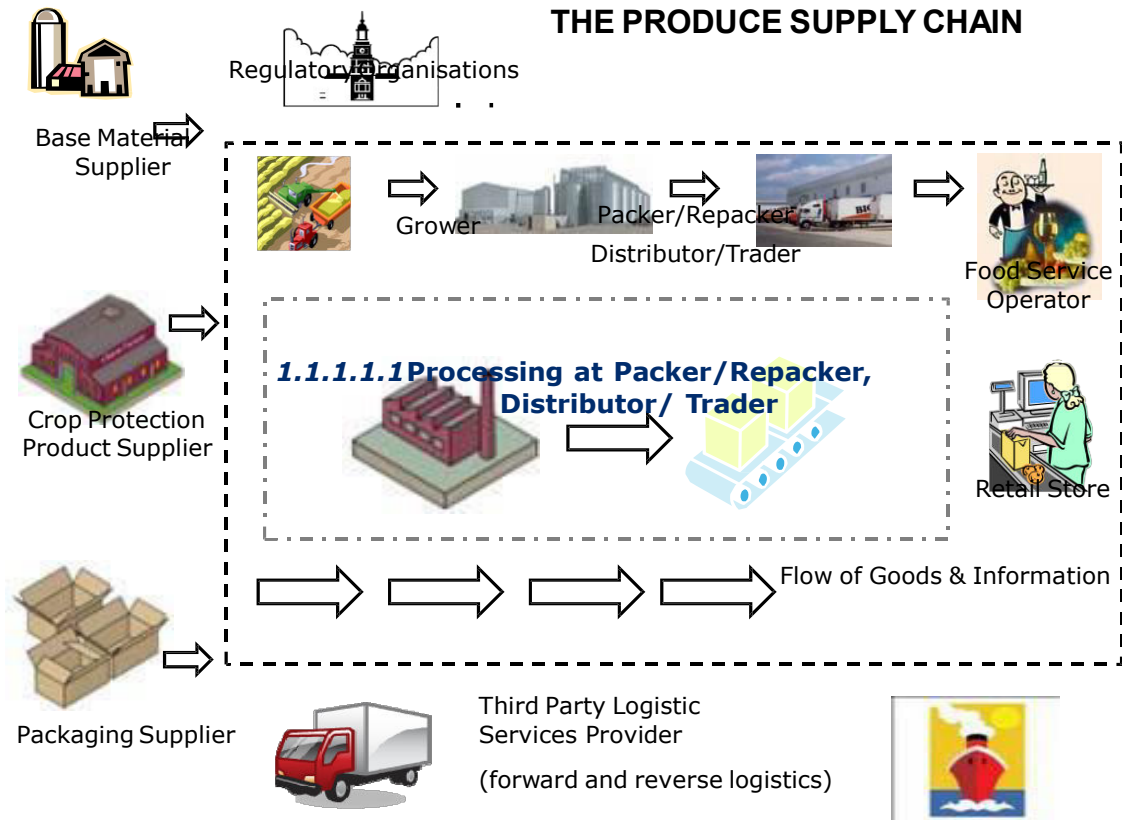 THE PRODUCE SUPPLY CHAIN
Regulatory Organisations
. .
Base Material
Supplier
Grower
Packer/Repacker
Distributor/Trader
Food Service
Operator
1.1.1.1.1Processing at Packer/Repacker,
Distributor/ Trader
Crop Protection
Product Supplier
Retail Store
Flow of Goods & Information
Packaging Supplier
Third Party Logistic
Services Provider
(forward and reverse logistics)